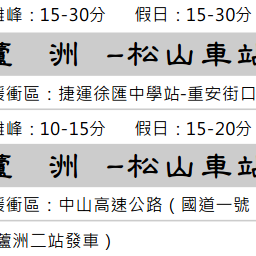 離峰：15-30分 假日：15-30分
蘆 洲 -松山車站
緩衝區：捷運徐匯中學站-重安街口
離峰：10-15分 假日：15-20分
蘆 洲 -松山車站
緩衝區：中山高速公路（國道一號
蘆洲二站發車）